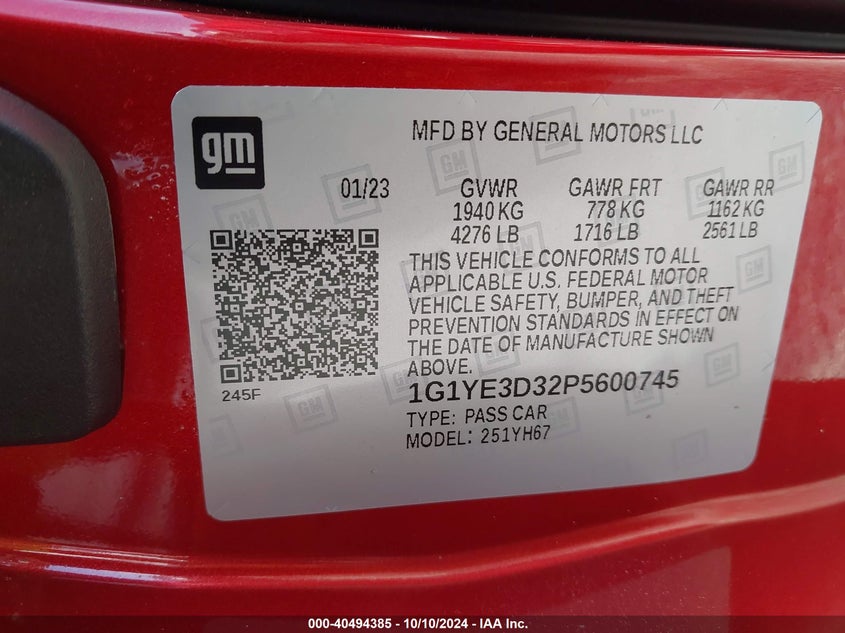 gm
MFD BY GENERAL MOTORS LLC
01/23 GVWR GAWR FRT GAWR RR
1940 KG 778 KG 1162 KG
4276 LB 1716 LB 2561 LB
THIS VEHICLE CONFORMS TO ALL
APPLICABLE U.S. FEDERAL MOTOR
VEHICLE SAFETY, BUMPER, AND THEFT
PREVENTION STANDARDS IN EFFECT ON
THE DATE OF MANUFACTURE SHOWN
ABOVE.
245F
1G1YE3D32P5600745
TYPE: PASS CAR
MODEL: 251YH67
000-40494385 - 10/10/2024 - IAA Inc.